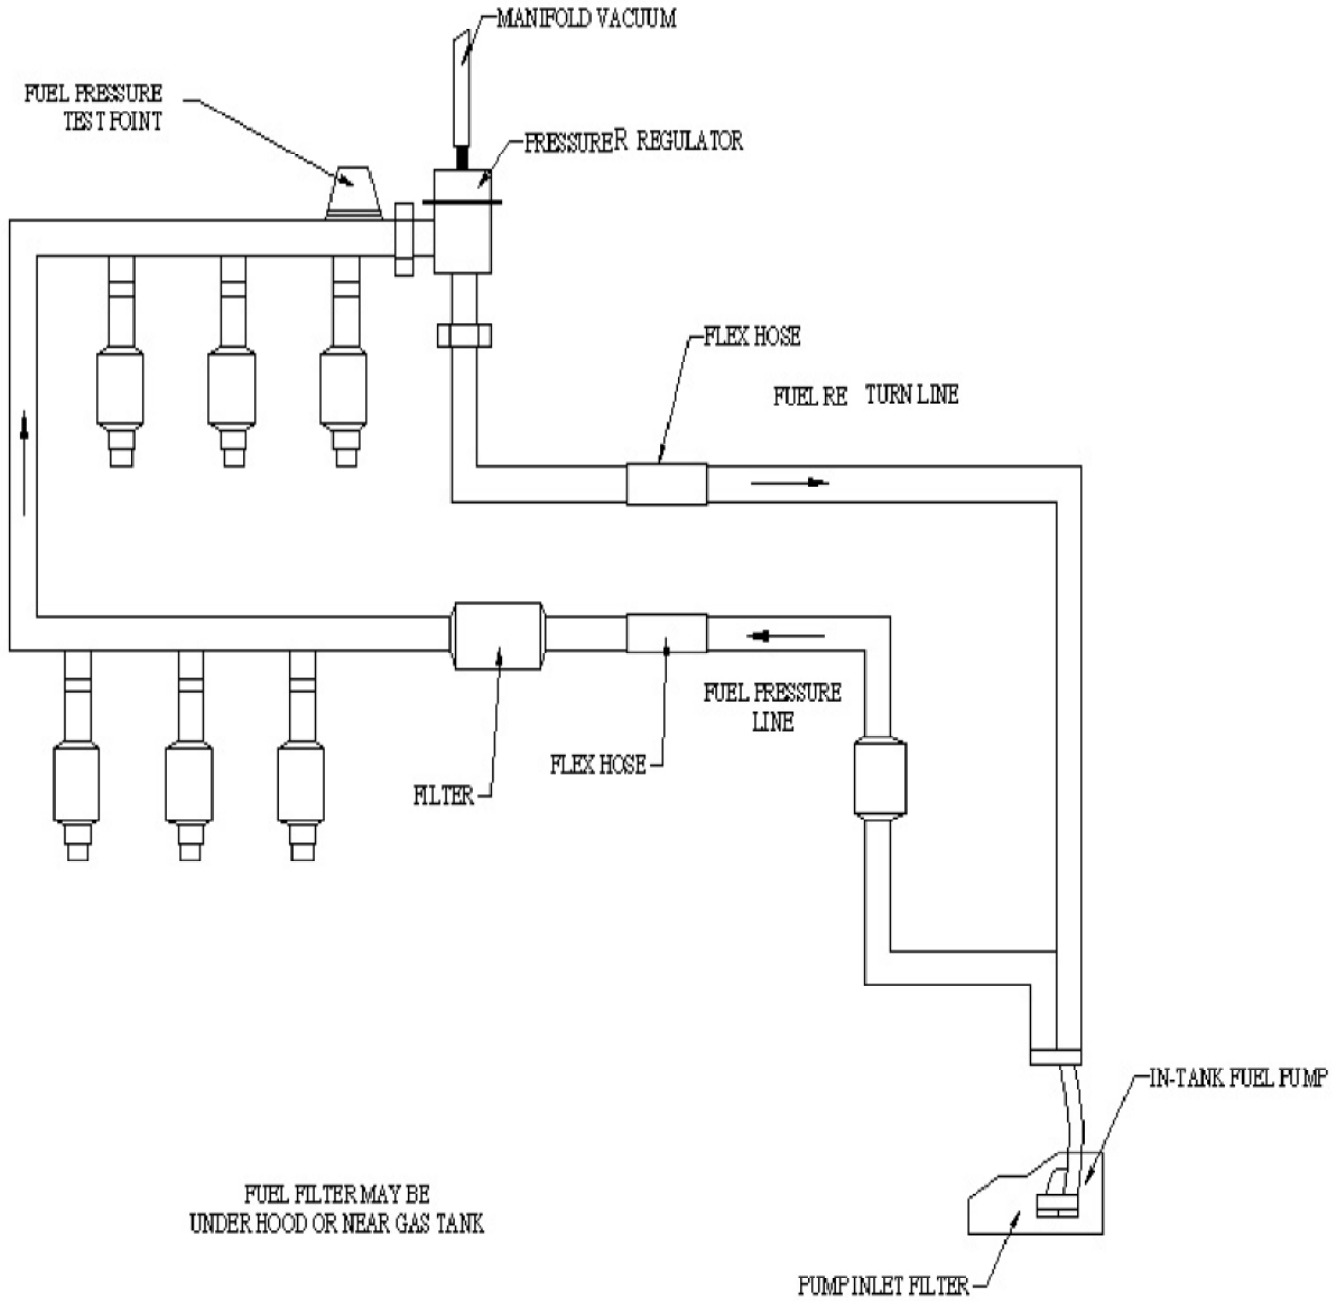 MANIFOLD VACUUM
FUEL PRESSURE
TEST POINT
PRESSURER REGULATOR
FLEX HOSE
FUEL RE TURN LINE
FUEL PRESSURE
LINE
FLEX HOSE
FILTER
IN-TANK FUEL PUMP
FUEL FILTER MAY BE
UNDER HOOD OR NEAR GAS TANK
PUMP INLET FILTER